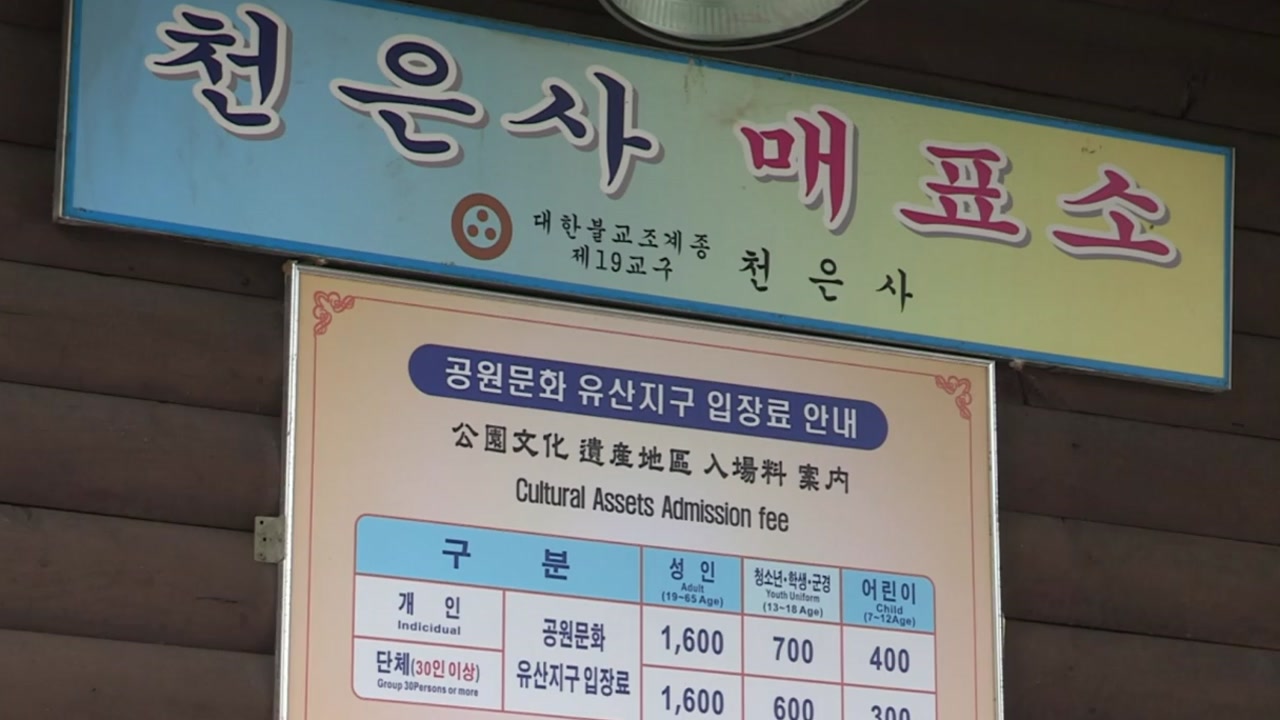 천은사 매표소
대한불교조계종
제19교구
천 은 사
공원문화 유산지구 입장료 안내
公園文化 遺産地區 入場料 案内
Cultural Assets Admission fee
구 분 성 인 청소년·학생·군경 어린이
Adult Youth Uniform Child
(19~65 Age) (13~18 Age) (7~12Age)
개 인 공원문화 1,600 700 400
Indicidual
단체(30인 이상) 유산지구 입장료 1,600 600 300
Group 30Persons or more